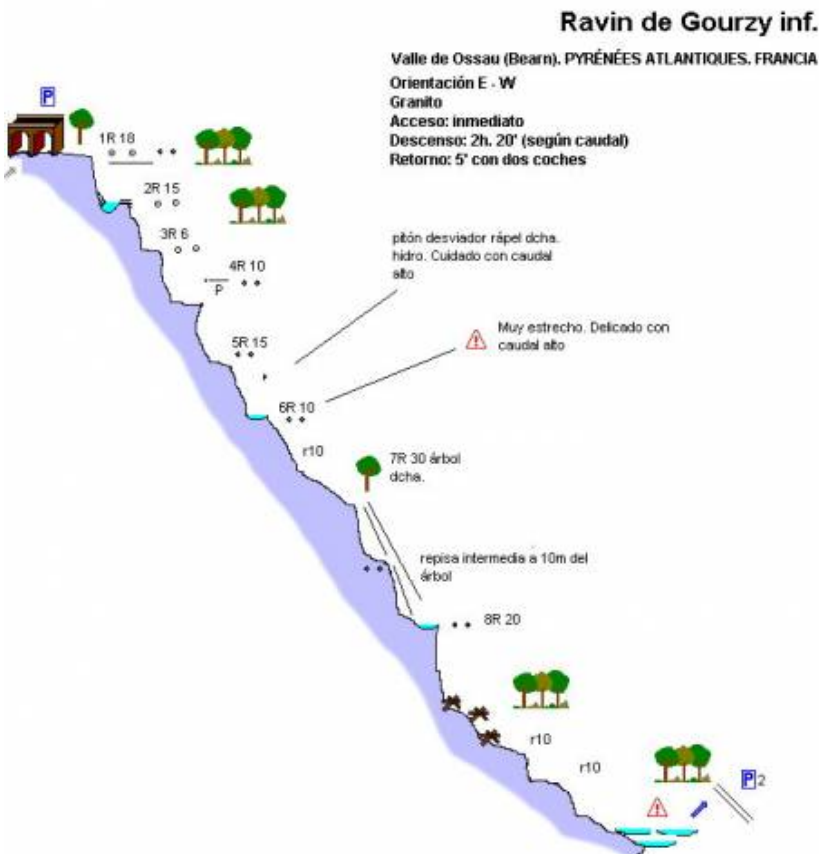 Ravin de Gourzy inf.
Valle de Ossau (Bearn). PYRÉNÉES ATLANTIQUES. FRANCIA
Orientación E - W
Granito
Acceso: inmediato
Descenso: 2h. 20' (según caudal)
Retorno: 5' con dos coches
P
1R 18
2R 15
3R 6
4R 10
P
pitón desviador rápel dcha.
hidro. Cuidado con caudal
alto
5R 15
Muy estrecho. Delicado con
caudal alto
6R 10
r10
7R 30 árbol
dcha.
repisa intermedia a 10m del
árbol
8R 20
r10
r10
P 2